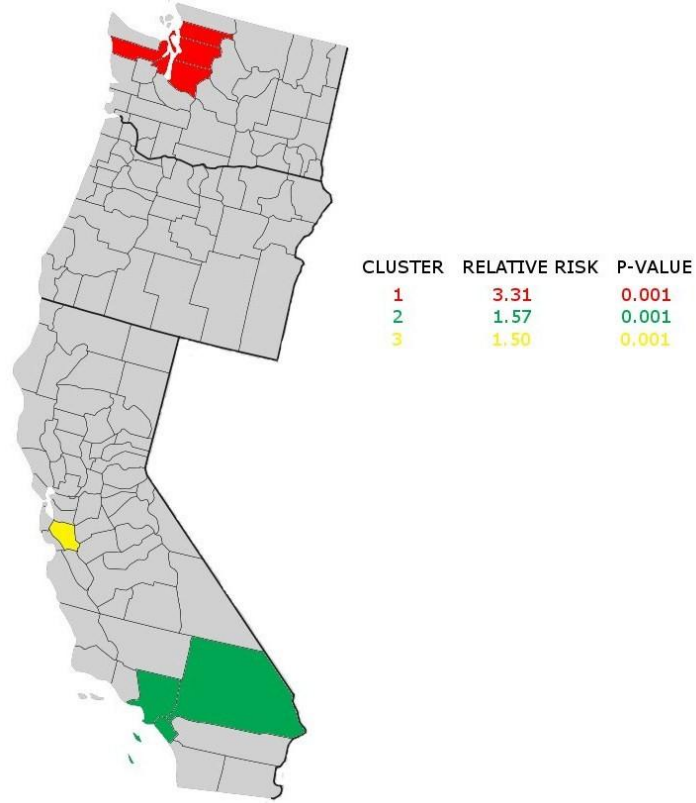 CLUSTER RELATIVE RISK P-VALUE
1 3.31 0.001
2 1.57 0.001
3 1.50 0.001